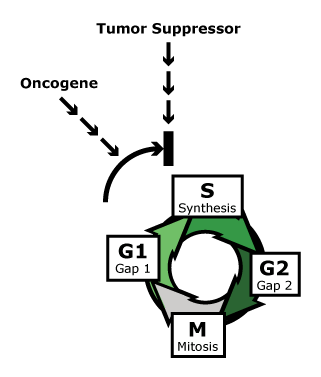 Tumor Suppressor
Oncogene
S
Synthesis
G1
Gap 1
G2
Gap 2
M
Mitosis